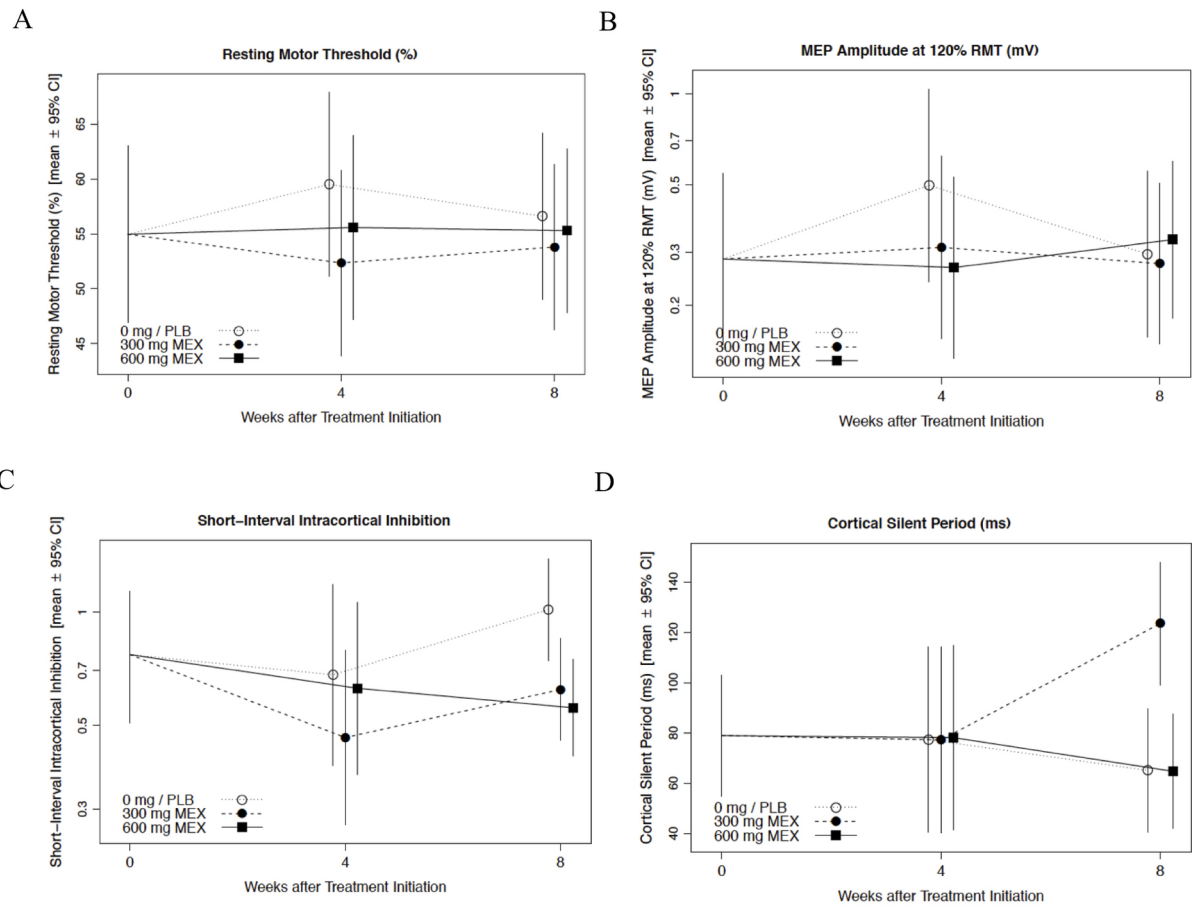 A
Resting Motor Threshold (%)
Resting Motor Threshold (%) [mean ± 95% CI]
65
60
55
50
45
0 mg / PLB
300 mg MEX
600 mg MEX
0 4 8
Weeks after Treatment Initiation
B
MEP Amplitude at 120% RMT (mV)
MEP Amplitude at 120% RMT (mV) [mean ± 95% CI]
1
0.7
0.5
0.3
0.2
0 mg / PLB
300 mg MEX
600 mg MEX
0 4 8
Weeks after Treatment Initiation
C
Short–Interval Intracortical Inhibition
Short–Interval Intracortical Inhibition [mean ± 95% CI]
1
0.7
0.5
0.3
0 mg / PLB
300 mg MEX
600 mg MEX
0 4 8
Weeks after Treatment Initiation
D
Cortical Silent Period (ms)
Cortical Silent Period (ms) [mean ± 95% CI]
140
120
100
80
60
40
0 mg / PLB
300 mg MEX
600 mg MEX
0 4 8
Weeks after Treatment Initiation